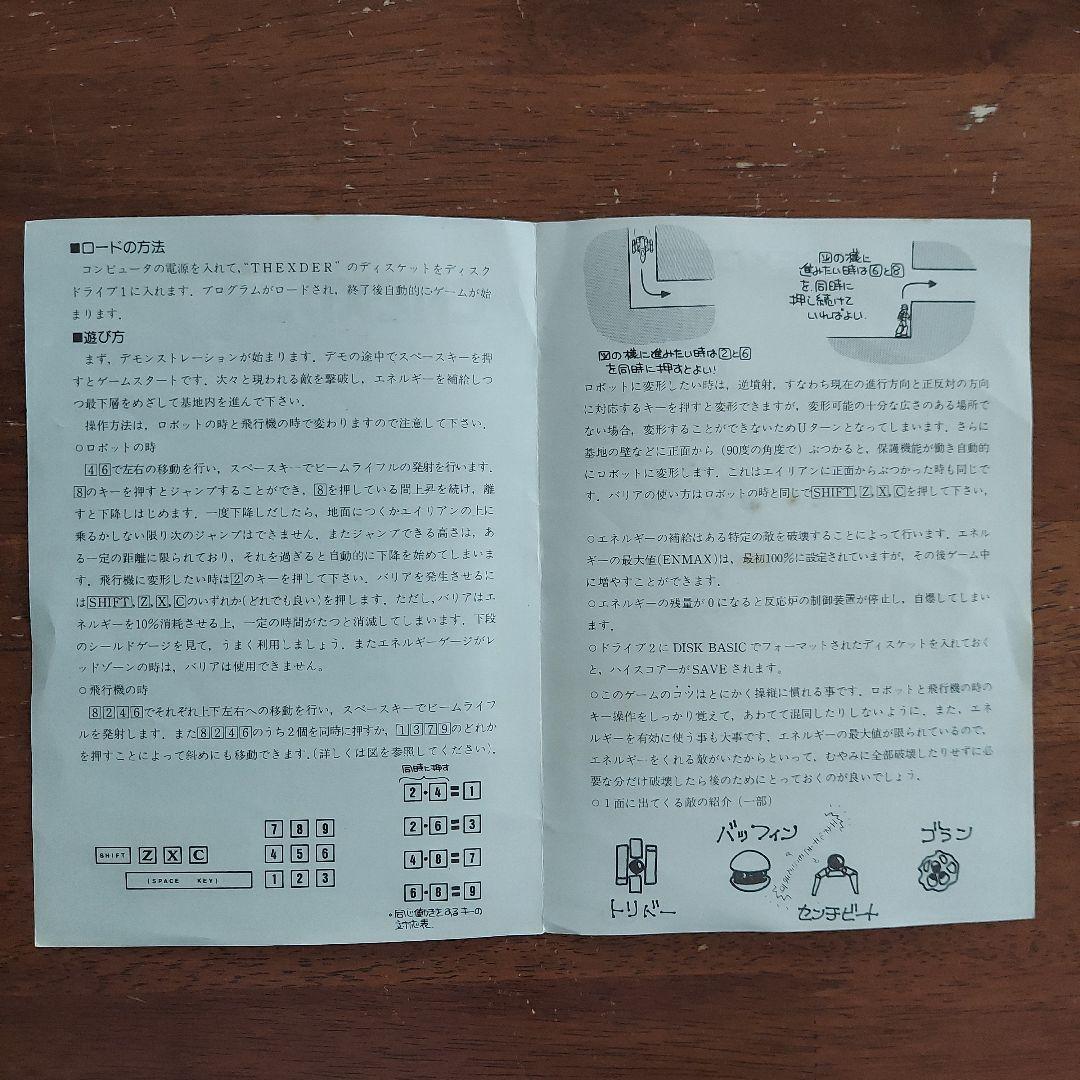 ■ロードの方法
コンピュータの電源を入れて,“THEXDER”のディスケットをディスク
ドライブ1に入れます．プログラムがロードされ，終了後自動的にゲームが始
まります．
■遊び方
まず，デモンストレーションが始まります．デモの途中でスペースキーを押
すとゲームスタートです．次々と現われる敵を撃破し，エネルギーを補給しつ
つ最下層をめざして基地内を進んで下さい．
操作方法は，ロボットの時と飛行機の時で変わりますので注意して下さい．
○ロボットの時
4 6で左右の移動を行い，スペースキーでビームライフルの発射を行います．
8のキーを押すとジャンプすることができ，8を押している間上昇を続け，離
すと下降しはじめます．一度下降しだしたら，地面につくかエイリアンの上に
乗るかしない限り次のジャンプはできません．またジャンプできる高さは，あ
る一定の距離に限られており，それを過ぎると自動的に下降を始めてしまいま
す．飛行機に変形したい時は2のキーを押して下さい．バリアを発生させるに
はSHIFT,Z,X,Cのいずれか(どれでも良い)を押します．ただし,バリアはエ
ネルギーを10%消耗させる上，一定の時間がたつと消滅してしまいます．下段
のシールドゲージを見て，うまく利用しましょう．またエネルギーゲージがレ
ッドゾーンの時は，バリアは使用できません。
○飛行機の時
8 2 4 6でそれぞれ上下左右への移動を行い，スペースキーでビームライフ
ルを発射します．また8 2 4 6のうち2個を同時に押すか，1 3 7 9のどれか
を押すことによって斜めにも移動できます．(詳しくは図を参照してください)．
同時に押す
2・4=1
2・6=3
4・8=7
6・8=9
・同じ働きをするキーの
対応表
7 8 9
SHIFT Z X C 4 5 6
(SPACE KEY) 1 2 3
図の様に進みたい時は2と6
を同時に押すとよい!
図の様に
進みたい時は6と8
を同時に
押し続けて
いればよい．
ロボットに変形したい時は，逆墳射，すなわち現在の進行方向と正反対の方向
に対応するキーを押すと変形できますが，変形可能の十分な広さのある場所で
ない場合，変形することができないためUターンとなってしまいます．さらに
基地の壁などに正面から（90度の角度で）ぶつかると，保護機能が働き自動的
にロボットに変形します．これはエイリアンに正面からぶつかった時も同じで
す．バリアの使い方はロボットの時と同じでSHIFT,Z,X,Cを押して下さい，
○エネルギーの補給はある特定の敵を破壊することによって行います．エネル
ギーの最大値(ENMAX)は，最初100%に設定されていますが，その後ゲーム中
に増やすことができます．
○エネルギーの残量が0になると反応炉の制御装置が停止し，自爆してしまい
ます．
○ドライブ2にDISK BASICでフォーマットされたディスケットを入れておく
と，ハイスコアーがSAVEされます。
○このゲームのコツはとにかく操縦に慣れる事です．ロボットと飛行機の時の
キー操作をしっかり覚えて，あわてて混同したりしないように．また，エネ
ルギーを有効に使う事も大事です．エネルギーの最大値が限られているので，
エネルギーをくれる敵がいたからといって，むやみに全部破壊したりせずに必
要な分だけ破壊したら後のためにとっておくのが良いでしょう．
○1面に出てくる敵の紹介（一部）
トリバー
バッフィン
センチビート
ゴラン